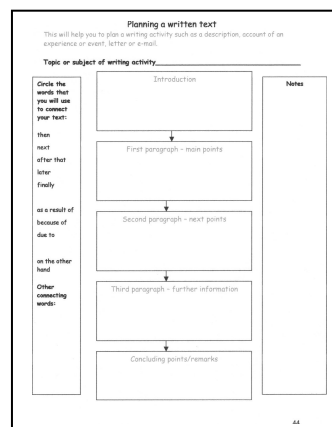 Planning a written text
This will help you to plan a writing activity such as a description, account of an
experience or event, letter or e-mail.
Topic or subject of writing activity
Circle the
words that
you will use
to connect
your text:
then
next
after that
later
finally
as a result of
because of
due to
on the other
hand
Other
connecting
words:
Introduction
First paragraph – main points
Second paragraph – next points
Third paragraph – further information
Concluding points/remarks
Notes
44